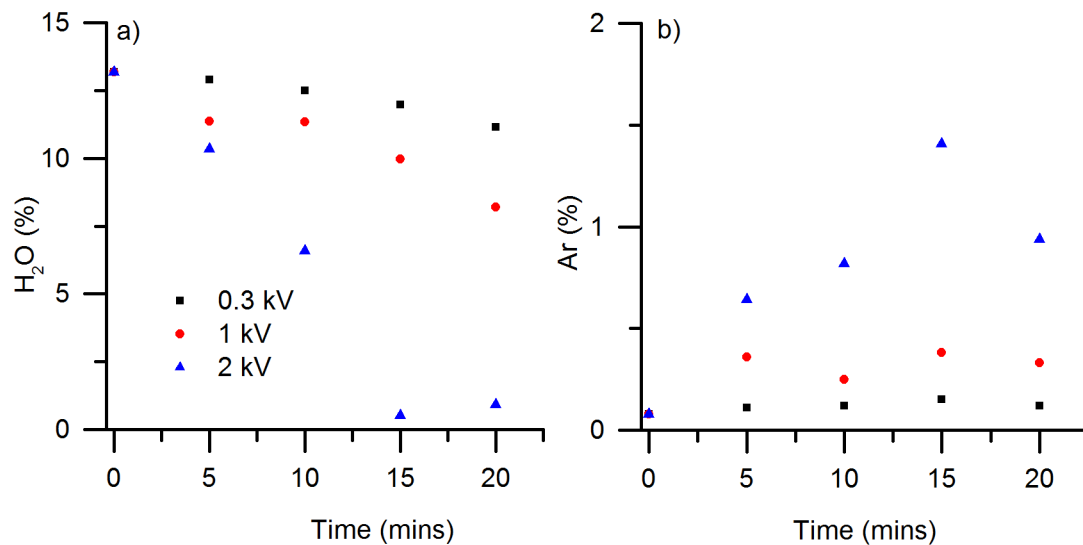 a)
15
10
5
0
H₂O (%)
0.3 kV
1 kV
2 kV
0 5 10 15 20
Time (mins)
b)
2
1
0
Ar (%)
0 5 10 15 20
Time (mins)